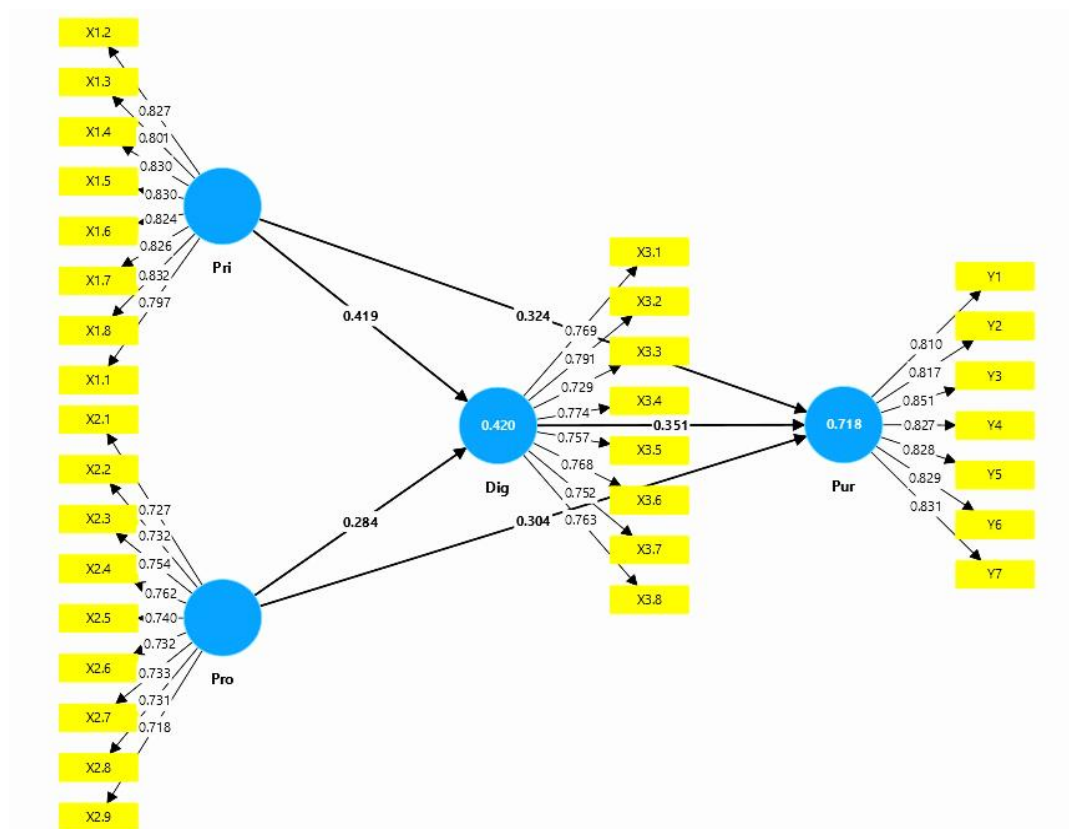 X1.2
X1.3
X1.4
X1.5
X1.6
X1.7
X1.8
X1.1
0.827
0.801
0.830
0.830
0.824
0.826
0.832
0.797
Pri
X2.1
X2.2
X2.3
X2.4
X2.5
X2.6
X2.7
X2.8
X2.9
0.727
0.732
0.754
0.762
0.740
0.732
0.733
0.731
0.718
Pro
0.419
0.324
0.284
0.304
0.420
Dig
0.769
0.791
0.729
0.774
0.757
0.768
0.752
0.763
X3.1
X3.2
X3.3
X3.4
X3.5
X3.6
X3.7
X3.8
0.351
0.718
Pur
0.810
0.817
0.851
0.827
0.828
0.829
0.831
Y1
Y2
Y3
Y4
Y5
Y6
Y7